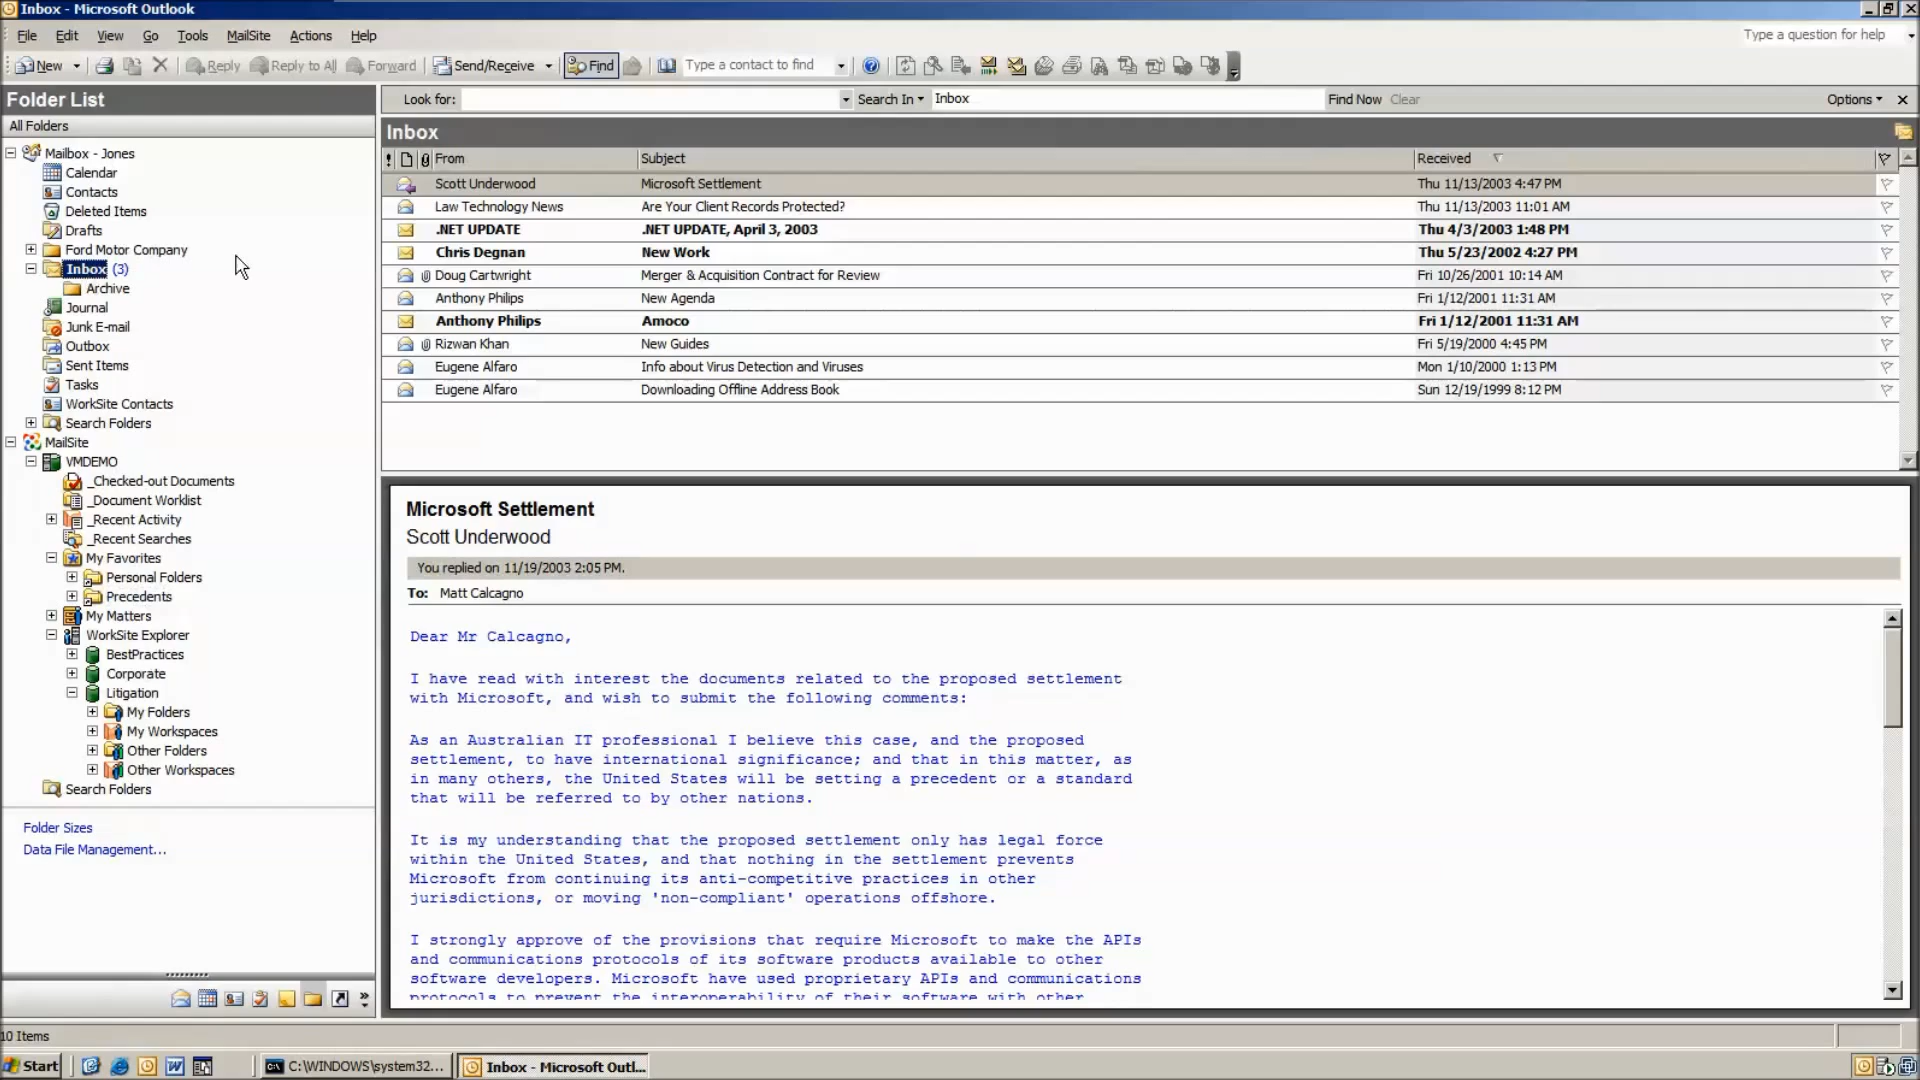 Inbox - Microsoft Outlook
File Edit View Go Tools MailSite Actions Help Type a question for help
New Reply Reply to All Forward Send/Receive Find Type a contact to find
Folder List
All Folders
Mailbox - Jones
Calendar
Contacts
Deleted Items
Drafts
Ford Motor Company
Inbox (3)
Archive
Journal
Junk E-mail
Outbox
Sent Items
Tasks
WorkSite Contacts
Search Folders
MailSite
VMDEMO
_Checked-out Documents
_Document Worklist
_Recent Activity
_Recent Searches
My Favorites
Personal Folders
Precedents
My Matters
WorkSite Explorer
BestPractices
Corporate
Litigation
My Folders
My Workspaces
Other Folders
Other Workspaces
Search Folders
Folder Sizes
Data File Management...
Look for: Search In Inbox Find Now Clear Options
Inbox
From Subject Received
Scott Underwood Microsoft Settlement Thu 11/13/2003 4:47 PM
Law Technology News Are Your Client Records Protected? Thu 11/13/2003 11:01 AM
.NET UPDATE .NET UPDATE, April 3, 2003 Thu 4/3/2003 1:48 PM
Chris Degnan New Work Thu 5/23/2002 4:27 PM
Doug Cartwright Merger & Acquisition Contract for Review Fri 10/26/2001 10:14 AM
Anthony Philips New Agenda Fri 1/12/2001 11:31 AM
Anthony Philips Amoco Fri 1/12/2001 11:31 AM
Rizwan Khan New Guides Fri 5/19/2000 4:45 PM
Eugene Alfaro Info about Virus Detection and Viruses Mon 1/10/2000 1:13 PM
Eugene Alfaro Downloading Offline Address Book Sun 12/19/1999 8:12 PM
Microsoft Settlement
Scott Underwood
You replied on 11/19/2003 2:05 PM.
To: Matt Calcagno
Dear Mr Calcagno,
I have read with interest the documents related to the proposed settlement
with Microsoft, and wish to submit the following comments:
As an Australian IT professional I believe this case, and the proposed
settlement, to have international significance; and that in this matter, as
in many others, the United States will be setting a precedent or a standard
that will be referred to by other nations.
It is my understanding that the proposed settlement only has legal force
within the United States, and that nothing in the settlement prevents
Microsoft from continuing its anti-competitive practices in other
jurisdictions, or moving 'non-compliant' operations offshore.
I strongly approve of the provisions that require Microsoft to make the APIs
and communications protocols of its software products available to other
software developers. Microsoft have used proprietary APIs and communications
protocols to prevent the interoperability of their software with other
10 Items
Start C:\WINDOWS\system32... Inbox - Microsoft Outl...